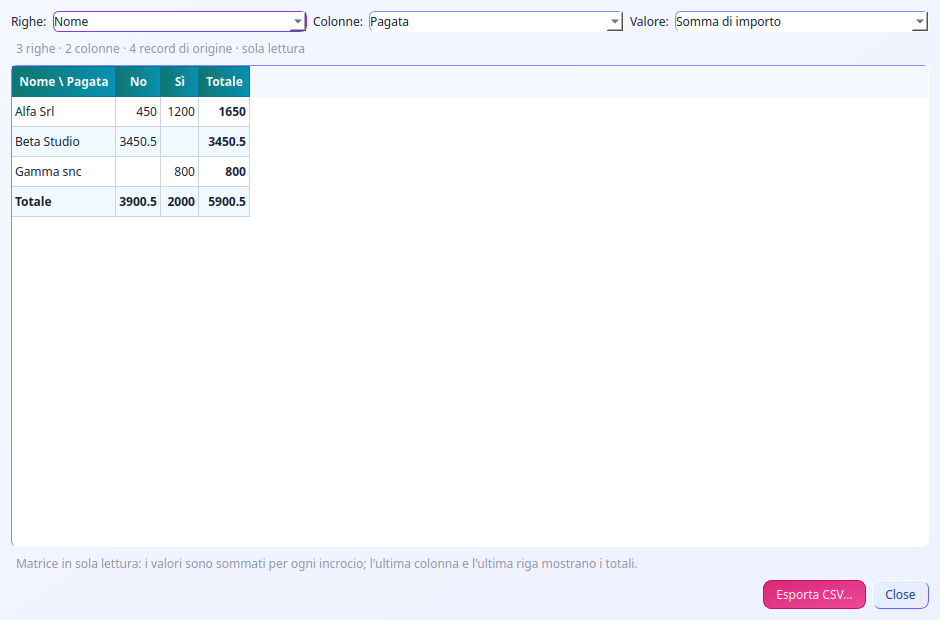 Righe: Nome Colonne: Pagata Valore: Somma di importo
3 righe · 2 colonne · 4 record di origine · sola lettura
Nome \ Pagata No Sì Totale
Alfa Srl 450 1200 1650
Beta Studio 3450.5 3450.5
Gamma snc 800 800
Totale 3900.5 2000 5900.5
Matrice in sola lettura: i valori sono sommati per ogni incrocio; l'ultima colonna e l'ultima riga mostrano i totali.
Esporta CSV... Close